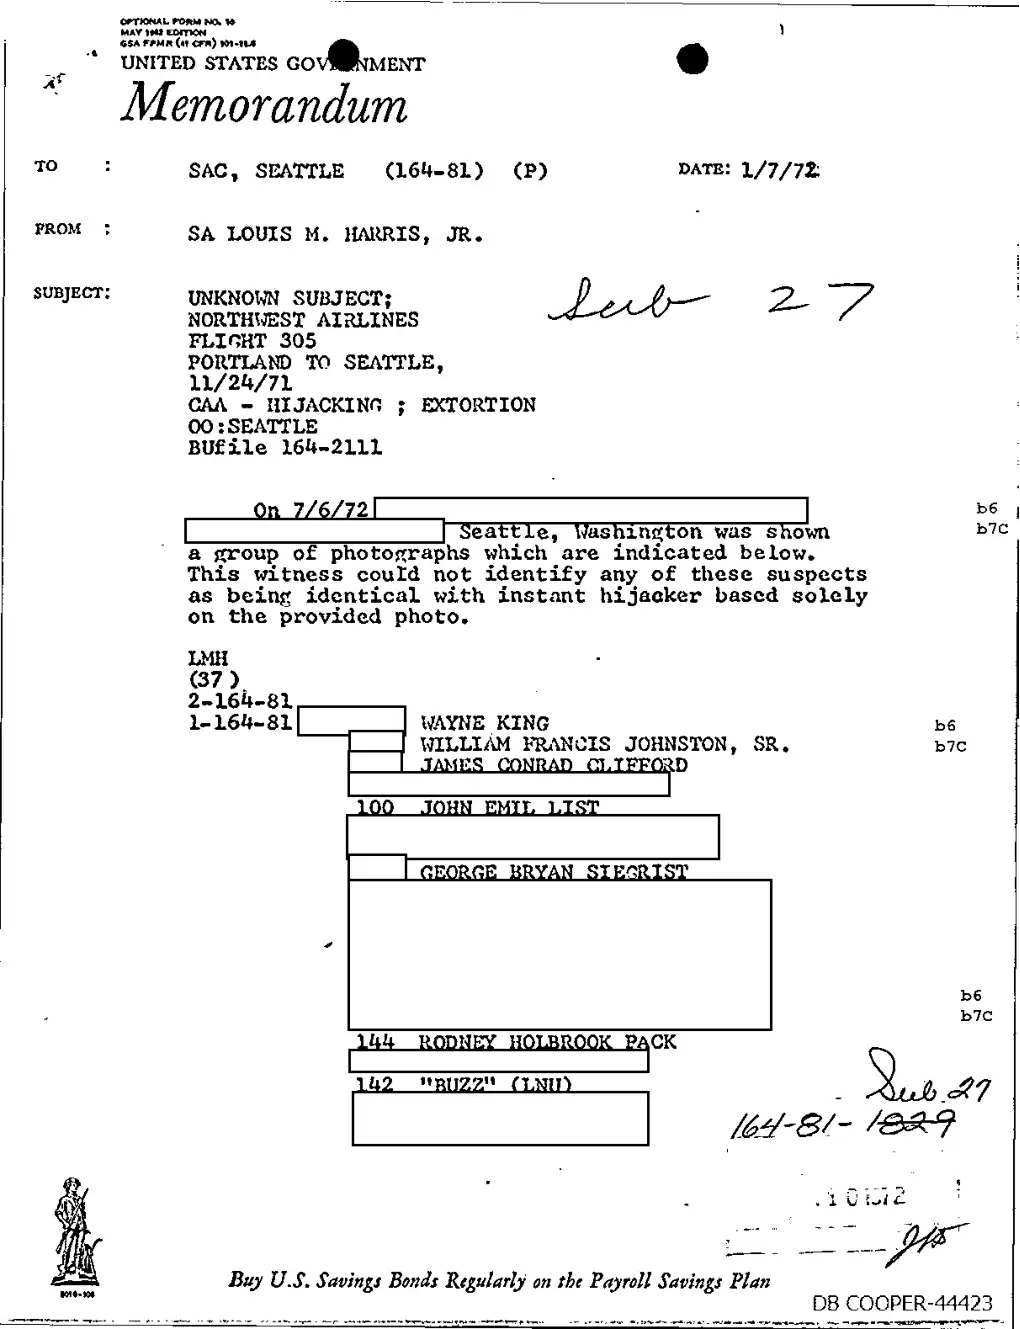 OPTIONAL FORM NO. 10
MAY 1962 EDITION
GSA FPMR (41 CFR) 101-11.6
UNITED STATES GOVERNMENT
Memorandum
TO : SAC, SEATTLE (164-81) (P) DATE: 1/7/72
FROM : SA LOUIS M. HARRIS, JR.
SUBJECT: UNKNOWN SUBJECT;
NORTHWEST AIRLINES
FLIGHT 305
PORTLAND TO SEATTLE,
11/24/71
CAA - HIJACKING ; EXTORTION
OO:SEATTLE
BUfile 164-2111
Sub 27
On 7/6/72
b6
Seattle, Washington was shown
b7C
a group of photographs which are indicated below.
This witness could not identify any of these suspects
as being identical with instant hijacker based solely
on the provided photo.
LMH
(37)
2-164-81
1-164-81 WAYNE KING
b6
WILLIAM FRANCIS JOHNSTON, SR.
b7C
JAMES CONRAD CLIFFORD
100 JOHN EMIL LIST
GEORGE BRYAN SIEGRIST
b6
b7C
144 RODNEY HOLBROOK PACK
142 "BUZZ" (LNU)
Sub 27
164-81-1829
Buy U.S. Savings Bonds Regularly on the Payroll Savings Plan
DB COOPER-44423